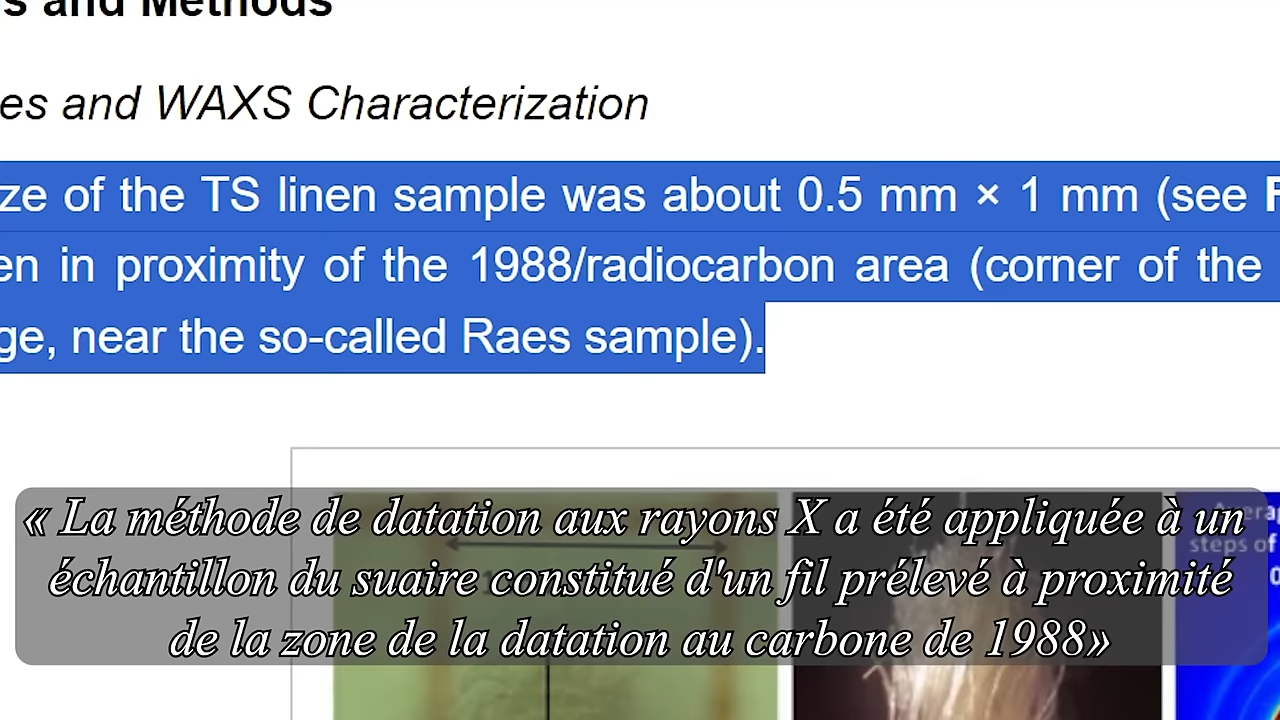 and Methods
es and WAXS Characterization
ze of the TS linen sample was about 0.5 mm × 1 mm (see
en in proximity of the 1988/radiocarbon area (corner of the
ge, near the so-called Raes sample).
« La méthode de datation aux rayons X a été appliquée à un
échantillon du suaire constitué d'un fil prélevé à proximité
de la zone de la datation au carbone de 1988»
steps of